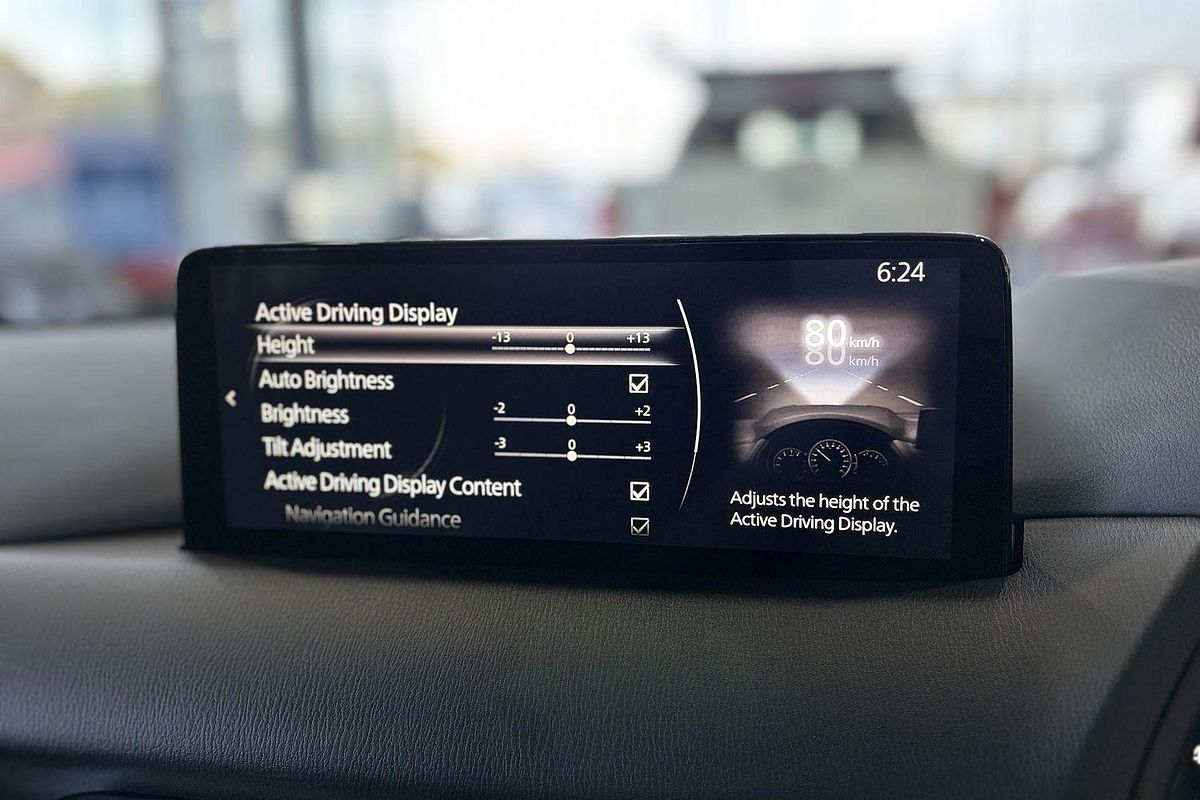 6:24
Active Driving Display
Height -13 0 +13
Auto Brightness
Brightness -2 0 +2
Tilt Adjustment -3 0 +3
Active Driving Display Content
Navigation Guidance
80 km/h
80 km/h
Adjusts the height of the
Active Driving Display.